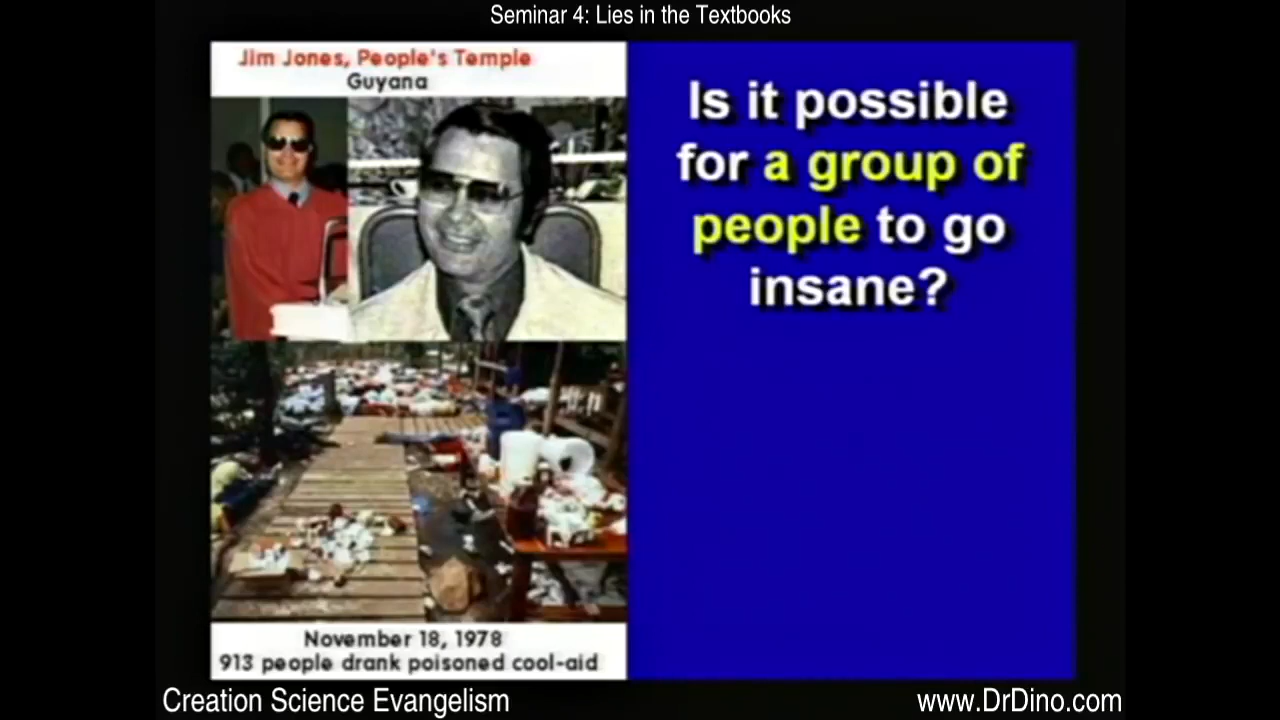 Seminar 4: Lies in the Textbooks
Jim Jones, People's Temple
Guyana
Is it possible
for a group of
people to go
insane?
November 18, 1978
913 people drank poisoned cool-aid
Creation Science Evangelism
www.DrDino.com